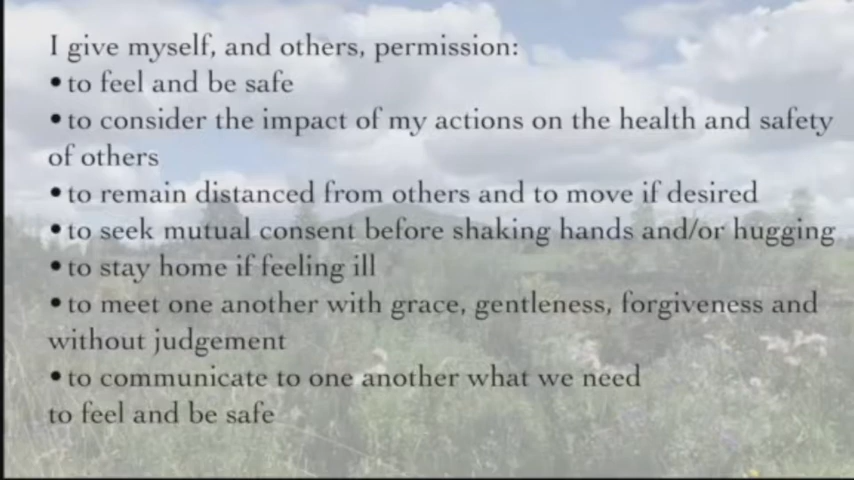 I give myself, and others, permission:
• to feel and be safe
• to consider the impact of my actions on the health and safety
of others
• to remain distanced from others and to move if desired
• to seek mutual consent before shaking hands and/or hugging
• to stay home if feeling ill
• to meet one another with grace, gentleness, forgiveness and
without judgement
• to communicate to one another what we need
to feel and be safe